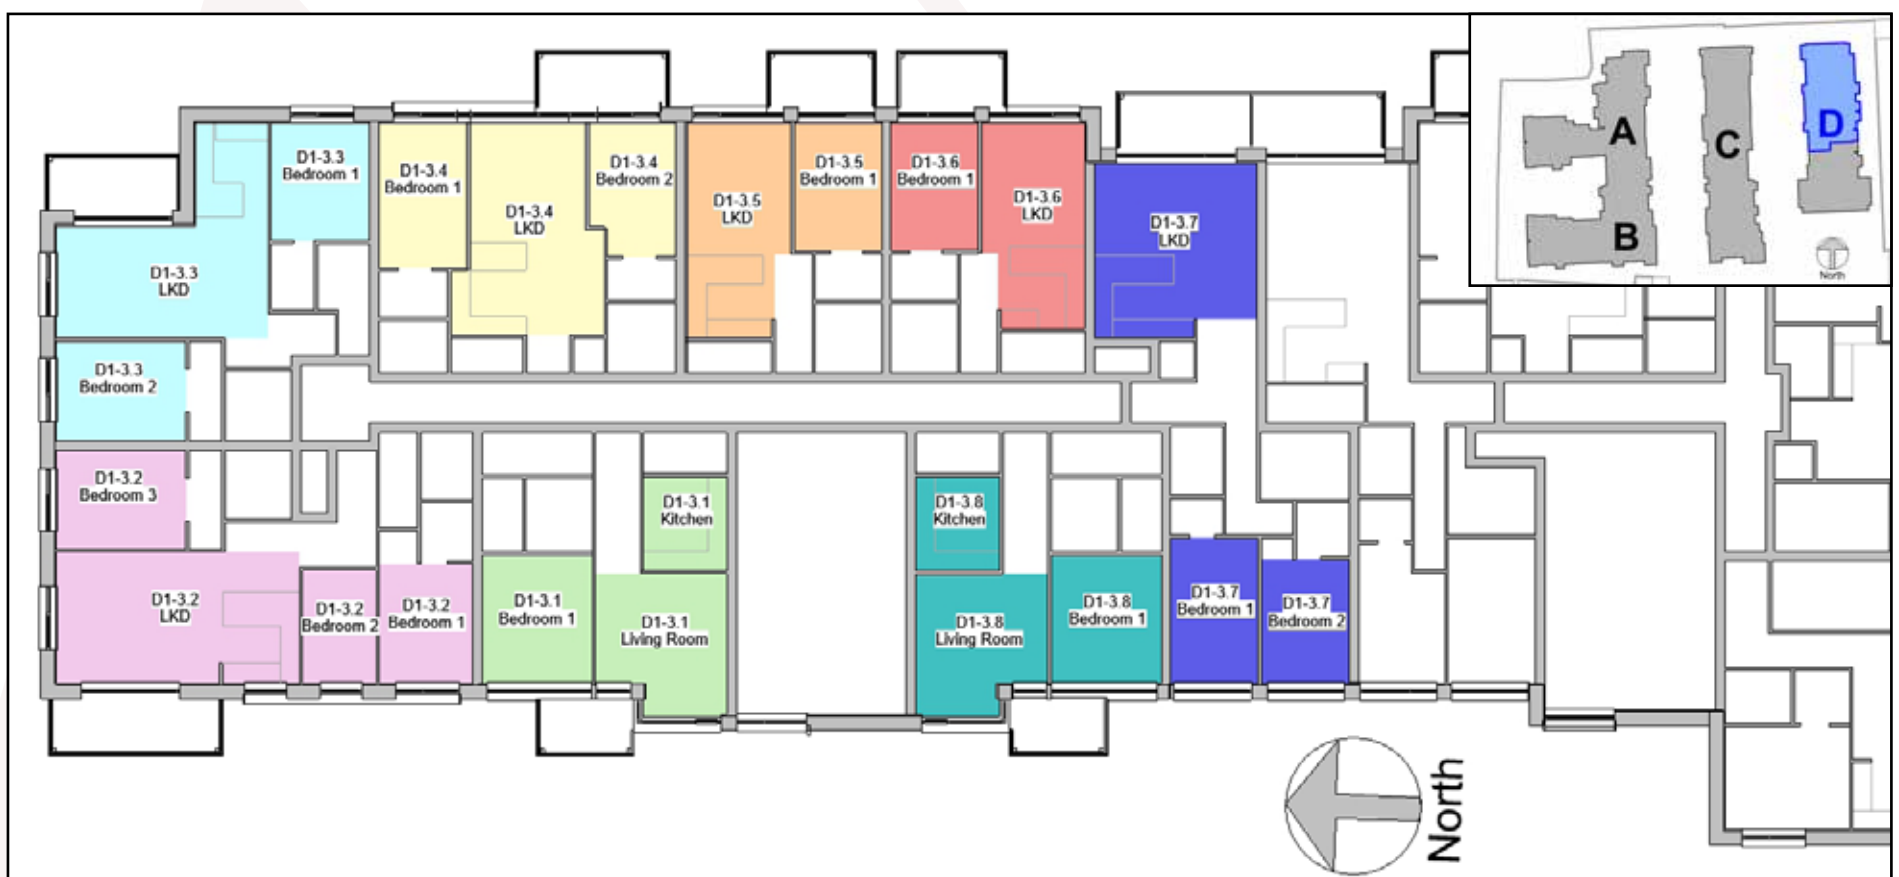 D1-3.3
Bedroom 1
D1-3.4
Bedroom 1
D1-3.4
LKD
D1-3.4
Bedroom 2
D1-3.5
LKD
D1-3.5
Bedroom 1
D1-3.6
Bedroom 1
D1-3.6
LKD
D1-3.7
LKD
D1-3.3
LKD
D1-3.3
Bedroom 2
D1-3.2
Bedroom 3
D1-3.2
LKD
D1-3.2
Bedroom 2
D1-3.2
Bedroom 1
D1-3.1
Bedroom 1
D1-3.1
Kitchen
D1-3.1
Living Room
D1-3.8
Kitchen
D1-3.8
Living Room
D1-3.8
Bedroom 1
D1-3.7
Bedroom 1
D1-3.7
Bedroom 2
A
B
C
D
North
North